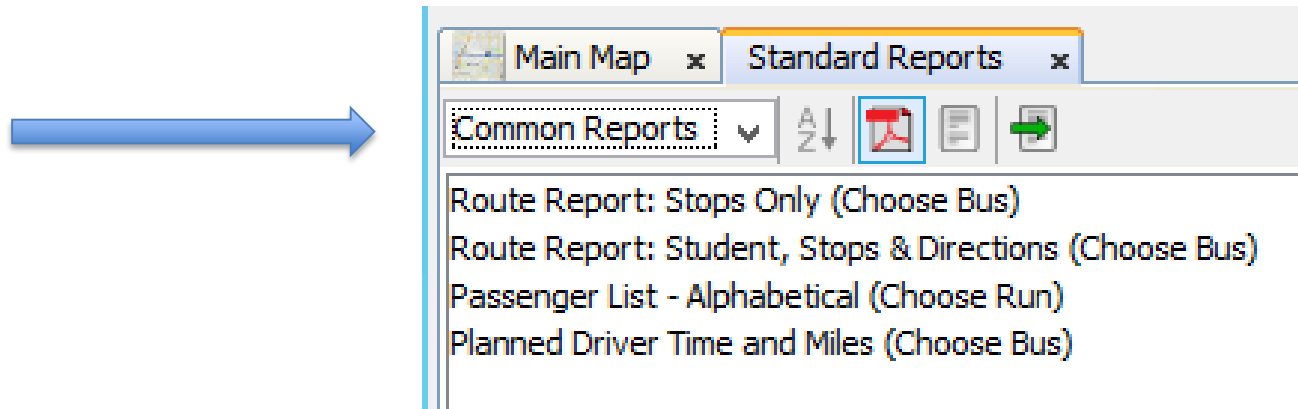 Main Map x Standard Reports x
Common Reports A Z
Route Report: Stops Only (Choose Bus)
Route Report: Student, Stops & Directions (Choose Bus)
Passenger List - Alphabetical (Choose Run)
Planned Driver Time and Miles (Choose Bus)